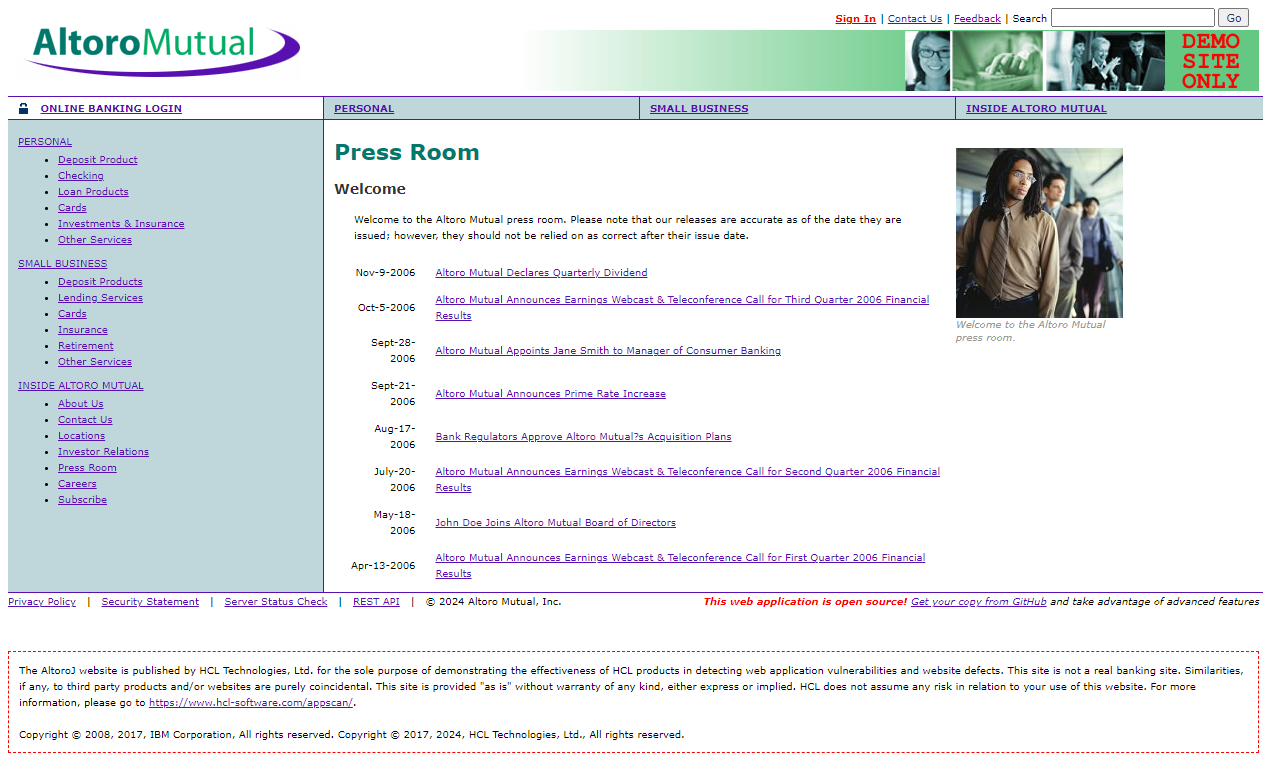 Sign In | Contact Us | Feedback | Search Go
AltoroMutual
DEMO
SITE
ONLY
ONLINE BANKING LOGIN
PERSONAL
SMALL BUSINESS
INSIDE ALTORO MUTUAL
PERSONAL
Deposit Product
Checking
Loan Products
Cards
Investments & Insurance
Other Services
SMALL BUSINESS
Deposit Products
Lending Services
Cards
Insurance
Retirement
Other Services
INSIDE ALTORO MUTUAL
About Us
Contact Us
Locations
Investor Relations
Press Room
Careers
Subscribe
Press Room
Welcome
Welcome to the Altoro Mutual press room. Please note that our releases are accurate as of the date they are
issued; however, they should not be relied on as correct after their issue date.
Nov-9-2006 Altoro Mutual Declares Quarterly Dividend
Oct-5-2006 Altoro Mutual Announces Earnings Webcast & Teleconference Call for Third Quarter 2006 Financial
Results
Sept-28-
2006 Altoro Mutual Appoints Jane Smith to Manager of Consumer Banking
Sept-21-
2006 Altoro Mutual Announces Prime Rate Increase
Aug-17-
2006 Bank Regulators Approve Altoro Mutual?s Acquisition Plans
July-20-
2006 Altoro Mutual Announces Earnings Webcast & Teleconference Call for Second Quarter 2006 Financial
Results
May-18-
2006 John Doe Joins Altoro Mutual Board of Directors
Apr-13-2006 Altoro Mutual Announces Earnings Webcast & Teleconference Call for First Quarter 2006 Financial
Results
Welcome to the Altoro Mutual
press room.
Privacy Policy | Security Statement | Server Status Check | REST API | © 2024 Altoro Mutual, Inc.
This web application is open source! Get your copy from GitHub and take advantage of advanced features
The AltoroJ website is published by HCL Technologies, Ltd. for the sole purpose of demonstrating the effectiveness of HCL products in detecting web application vulnerabilities and website defects. This site is not a real banking site. Similarities,
if any, to third party products and/or websites are purely coincidental. This site is provided "as is" without warranty of any kind, either express or implied. HCL does not assume any risk in relation to your use of this website. For more
information, please go to https://www.hcl-software.com/appscan/.
Copyright © 2008, 2017, IBM Corporation, All rights reserved. Copyright © 2017, 2024, HCL Technologies, Ltd., All rights reserved.